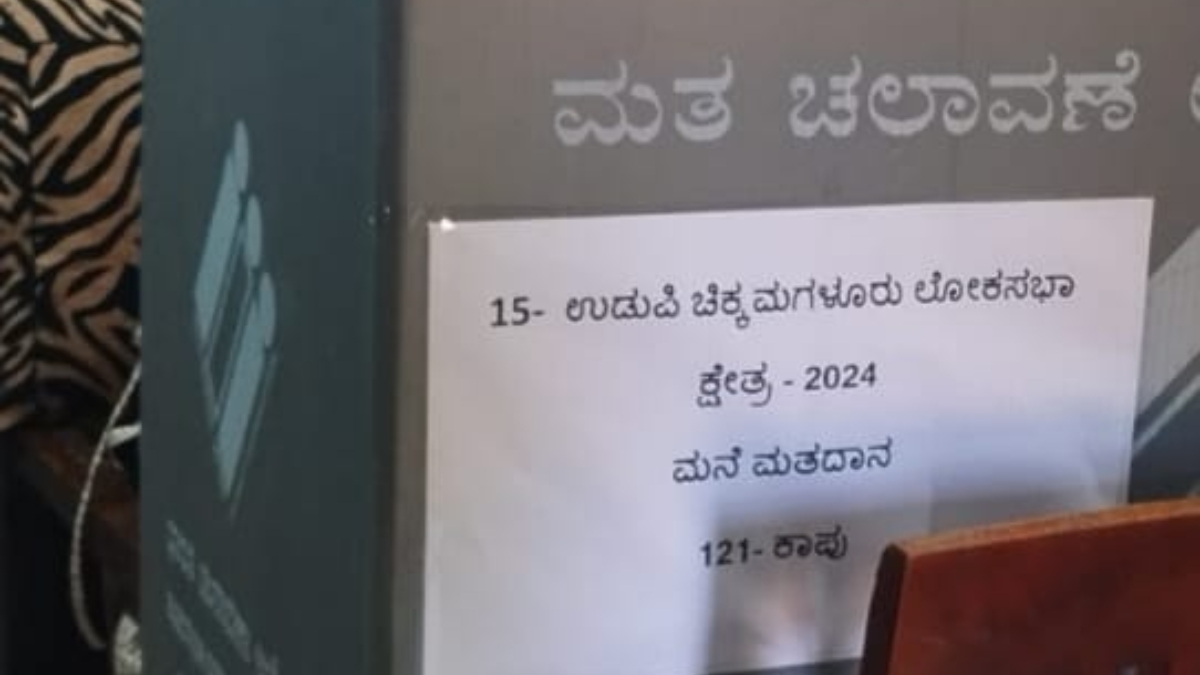 ಮತ ಚಲಾವಣೆ
15- ಉಡುಪಿ ಚಿಕ್ಕಮಗಳೂರು ಲೋಕಸಭಾ
ಕ್ಷೇತ್ರ - 2024
ಮನೆ ಮತದಾನ
121- ಕಾಪು